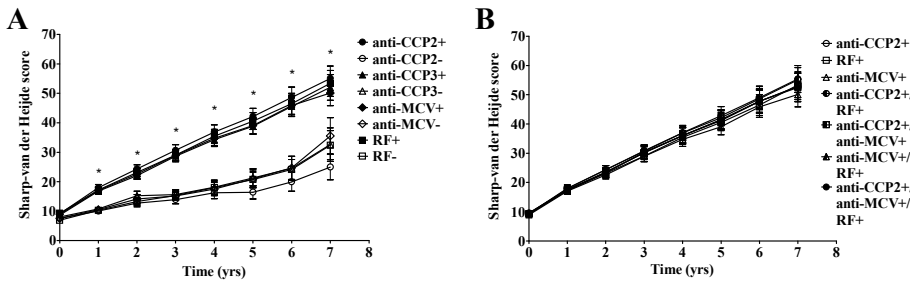 A
Sharp-van der Heijde score
70
60
50
40
30
20
10
0
0 1 2 3 4 5 6 7 8
Time (yrs)
* * * * * * *
anti-CCP2+
anti-CCP2-
anti-CCP3+
anti-CCP3-
anti-MCV+
anti-MCV-
RF+
RF-
B
Sharp-van der Heijde score
70
60
50
40
30
20
10
0
0 1 2 3 4 5 6 7 8
Time (yrs)
anti-CCP2+
RF+
anti-MCV+
anti-CCP2+/
RF+
anti-CCP2+/
anti-MCV+
anti-MCV+/
RF+
anti-CCP2+/
anti-MCV+/
RF+